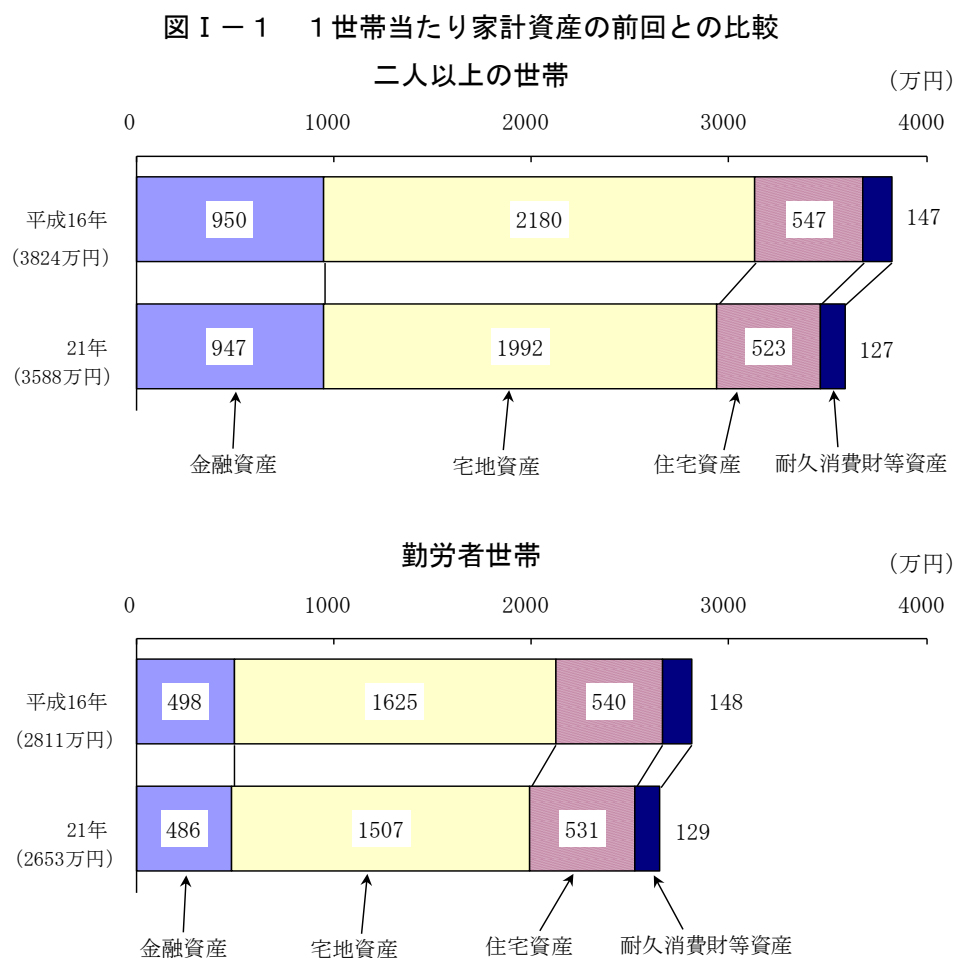 図Ⅰ－１　１世帯当たり家計資産の前回との比較
二人以上の世帯
（万円）
0 1000 2000 3000 4000
平成16年
950 2180 547 147
（3824万円）
21年
947 1992 523 127
（3588万円）
金融資産 宅地資産 住宅資産 耐久消費財等資産
勤労者世帯
（万円）
0 1000 2000 3000 4000
平成16年
498 1625 540 148
（2811万円）
21年
486 1507 531 129
（2653万円）
金融資産 宅地資産 住宅資産 耐久消費財等資産